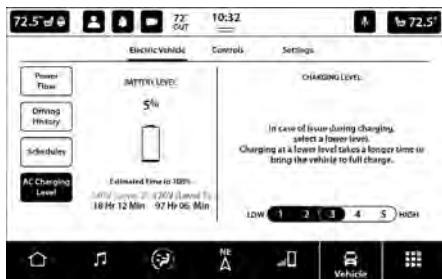 72.5°
72°
OUT
10:32
72.5°
Electric Vehicle
Controls
Settings
Power
Flow
Driving
History
Schedules
AC Charging
Level
BATTERY LEVEL
5%
Estimated Time to 100%
18 Hr 12 Min 97 Hr 06 Min
CHARGING LEVEL
In case of issue during charging,
select a lower level.
Charging at a lower level takes a longer time to
bring the vehicle to full charge.
LOW 1 2 3 4 5 HIGH
NE
Vehicle